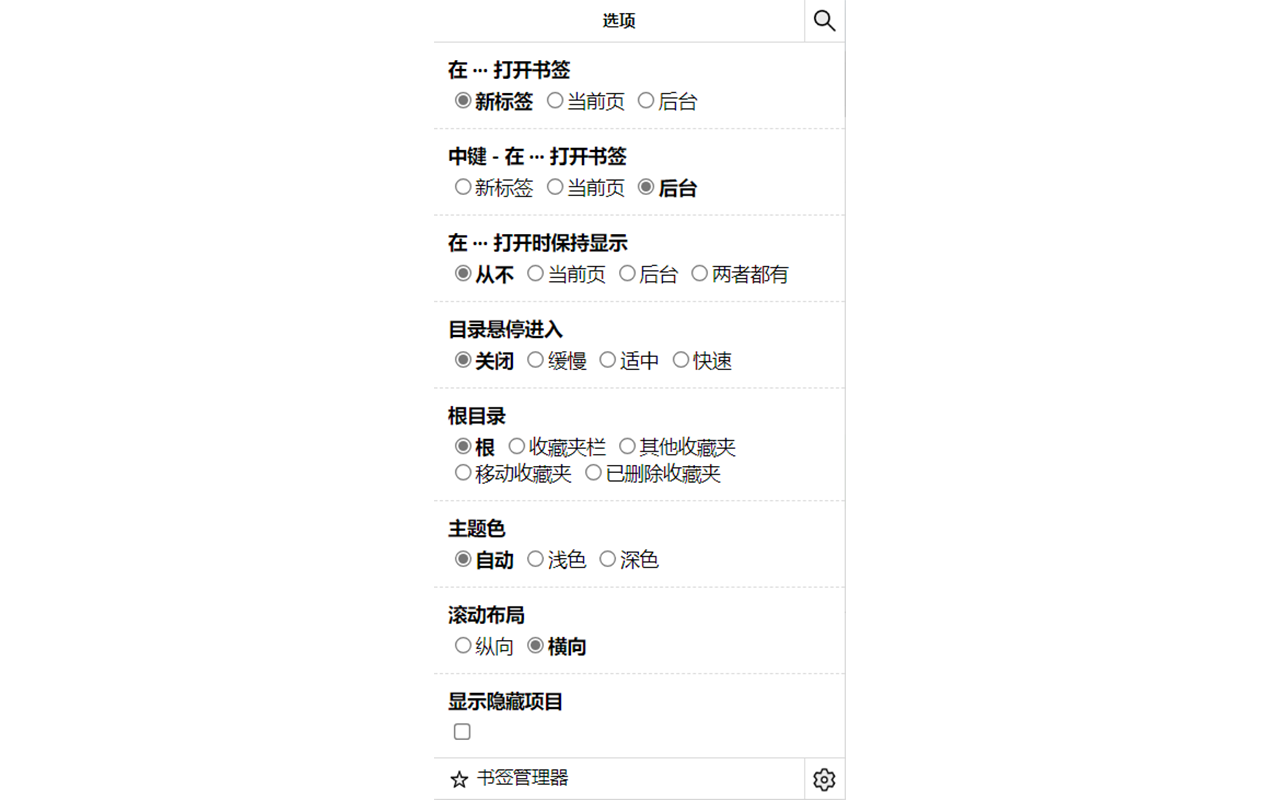 选项
在 ··· 打开书签
新标签 当前页 后台
中键 - 在 ··· 打开书签
新标签 当前页 后台
在 ··· 打开时保持显示
从不 当前页 后台 两者都有
目录悬停进入
关闭 缓慢 适中 快速
根目录
根 收藏夹栏 其他收藏夹
移动收藏夹 已删除收藏夹
主题色
自动 浅色 深色
滚动布局
纵向 横向
显示隐藏项目
书签管理器